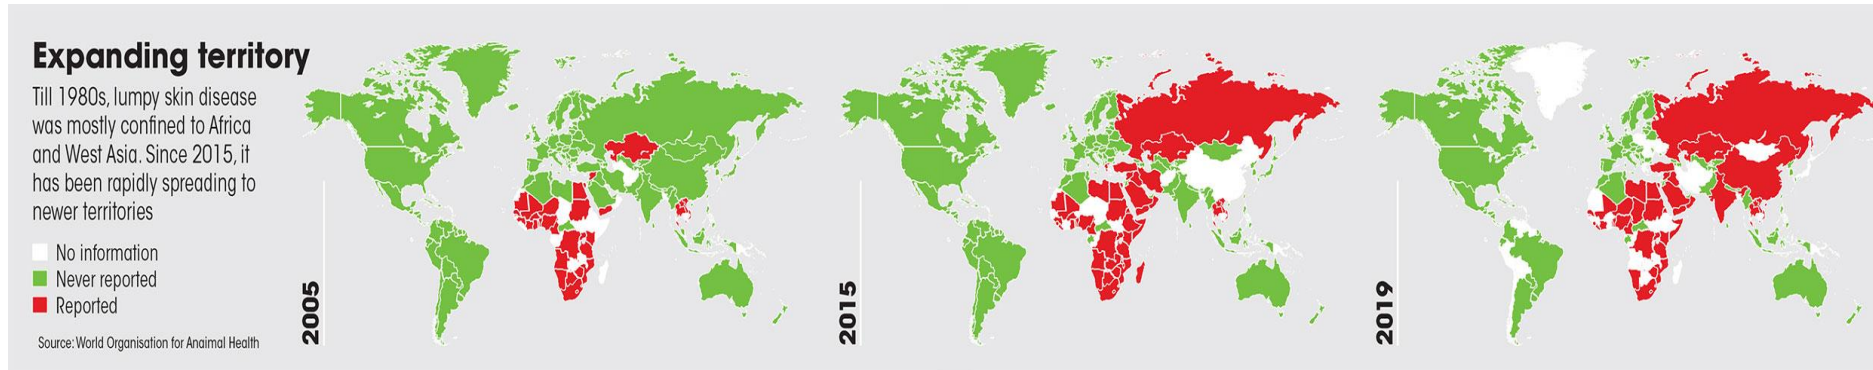 Expanding territory
Till 1980s, lumpy skin disease
was mostly confined to Africa
and West Asia. Since 2015, it
has been rapidly spreading to
newer territories
No information
Never reported
Reported
Source: World Organisation for Anaimal Health
2005
2015
2019